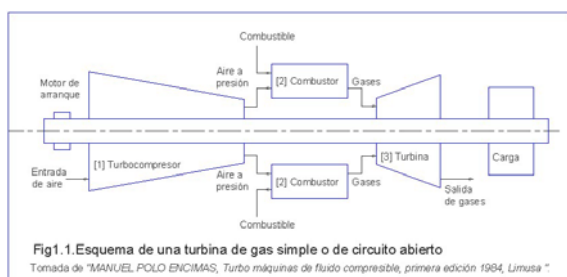 Combustible
Motor de
arranque
Aire a
presión
[2] Combustor
Gases
[1] Turbocompresor
[3] Turbina
Carga
Entrada
de aire
Aire a
presión
[2] Combustor
Gases
Salida
de gases
Combustible
Fig1.1.Esquema de una turbina de gas simple o de circuito abierto
Tomada de "MANUEL POLO ENCIMAS, Turbo máquinas de fluido compresible, primera edición 1984, Limusa ".